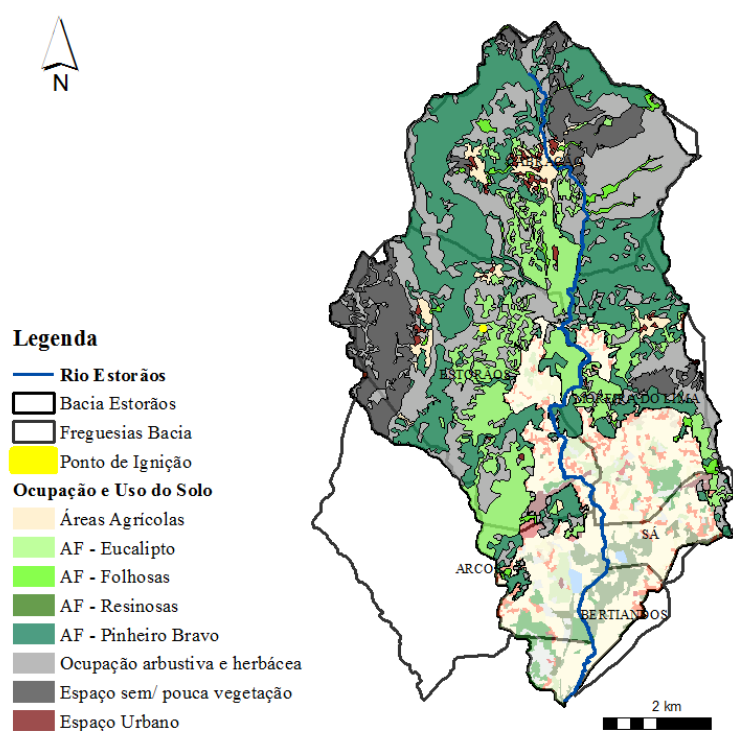 N
CABRAÇÃO
ESTORÃOS
MOREIRA DO LIMA
SÁ
ARCOS
BERTIANDOS
Legenda
Rio Estorãos
Bacia Estorãos
Freguesias Bacia
Ponto de Ignição
Ocupação e Uso do Solo
Áreas Agrícolas
AF - Eucalipto
AF - Folhosas
AF - Resinosas
AF - Pinheiro Bravo
Ocupação arbustiva e herbácea
Espaço sem/ pouca vegetação
Espaço Urbano
2 km